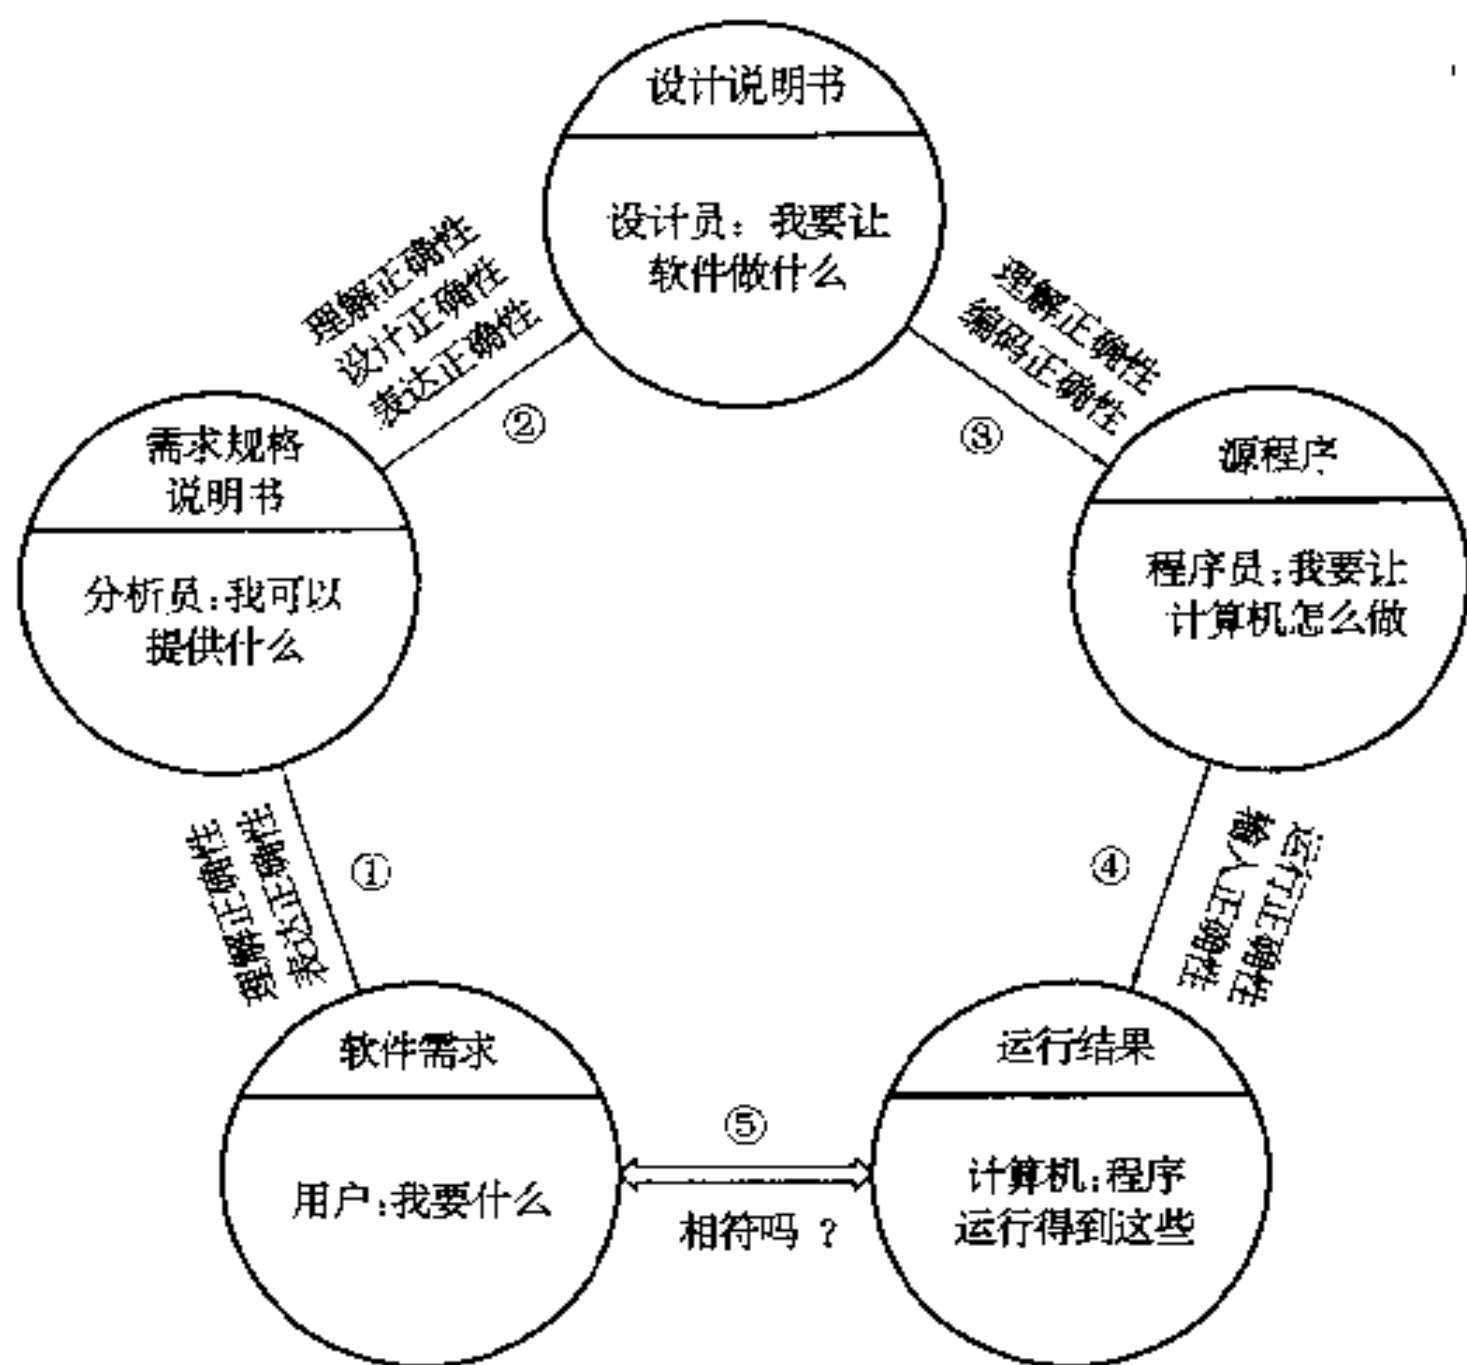 设计说明书
设计员：我要让
软件做什么
理解正确性
设计正确性
表达正确性
②
理解正确性
编码正确性
③
需求规格
说明书
分析员：我可以
提供什么
源程序
程序员：我要让
计算机怎么做
理解正确性
表达正确性
①
④
运行正确性
输入正确性
软件需求
用户：我要什么
⑤
相符吗？
运行结果
计算机：程序
运行得到这些